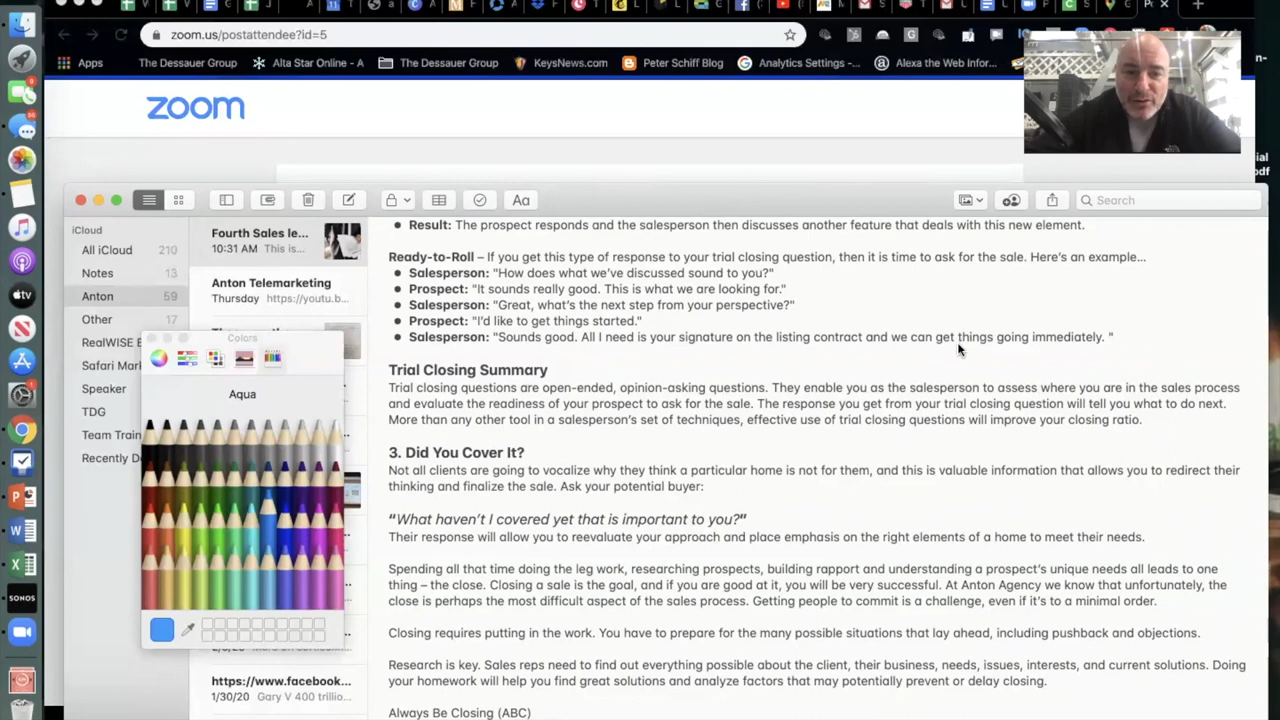 zoom.us/postattendee?id=5
Apps
The Dessauer Group
Alta Star Online - A
The Dessauer Group
KeysNews.com
Peter Schiff Blog
Analytics Settings -...
Alexa the Web Infor...
zoom
Aa
Search
iCloud
All iCloud 210
Notes 13
Anton 59
Other 17
RealWISE E
Safari Mar
Speaker
TDG
Team Train
Recently D
Fourth Sales le...
10:31 AM This is...
Anton Telemarketing
Thursday https://youtu.b...
Colors
Aqua
https://www.facebook...
1/30/20 Gary V 400 trillio...
• Result: The prospect responds and the salesperson then discusses another feature that deals with this new element.
Ready-to-Roll – If you get this type of response to your trial closing question, then it is time to ask for the sale. Here's an example...
• Salesperson: "How does what we've discussed sound to you?"
• Prospect: "It sounds really good. This is what we are looking for."
• Salesperson: "Great, what's the next step from your perspective?"
• Prospect: "I'd like to get things started."
• Salesperson: "Sounds good. All I need is your signature on the listing contract and we can get things going immediately. "
Trial Closing Summary
Trial closing questions are open-ended, opinion-asking questions. They enable you as the salesperson to assess where you are in the sales process
and evaluate the readiness of your prospect to ask for the sale. The response you get from your trial closing question will tell you what to do next.
More than any other tool in a salesperson's set of techniques, effective use of trial closing questions will improve your closing ratio.
3. Did You Cover It?
Not all clients are going to vocalize why they think a particular home is not for them, and this is valuable information that allows you to redirect their
thinking and finalize the sale. Ask your potential buyer:
“What haven’t I covered yet that is important to you?”
Their response will allow you to reevaluate your approach and place emphasis on the right elements of a home to meet their needs.
Spending all that time doing the leg work, researching prospects, building rapport and understanding a prospect's unique needs all leads to one
thing – the close. Closing a sale is the goal, and if you are good at it, you will be very successful. At Anton Agency we know that unfortunately, the
close is perhaps the most difficult aspect of the sales process. Getting people to commit is a challenge, even if it's to a minimal order.
Closing requires putting in the work. You have to prepare for the many possible situations that lay ahead, including pushback and objections.
Research is key. Sales reps need to find out everything possible about the client, their business, needs, issues, interests, and current solutions. Doing
your homework will help you find great solutions and analyze factors that may potentially prevent or delay closing.
Always Be Closing (ABC)
tv
SONOS